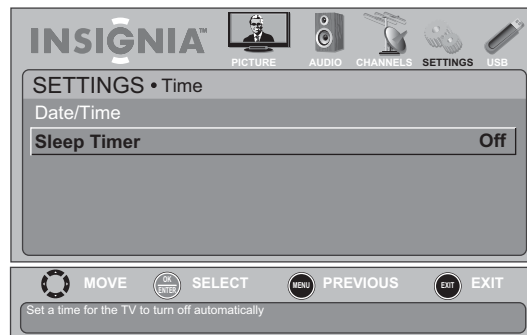 INSIGNIA™
PICTURE AUDIO CHANNELS SETTINGS USB
SETTINGS • Time
Date/Time
Sleep Timer Off
MOVE OK ENTER SELECT MENU PREVIOUS EXIT EXIT
Set a time for the TV to turn off automatically